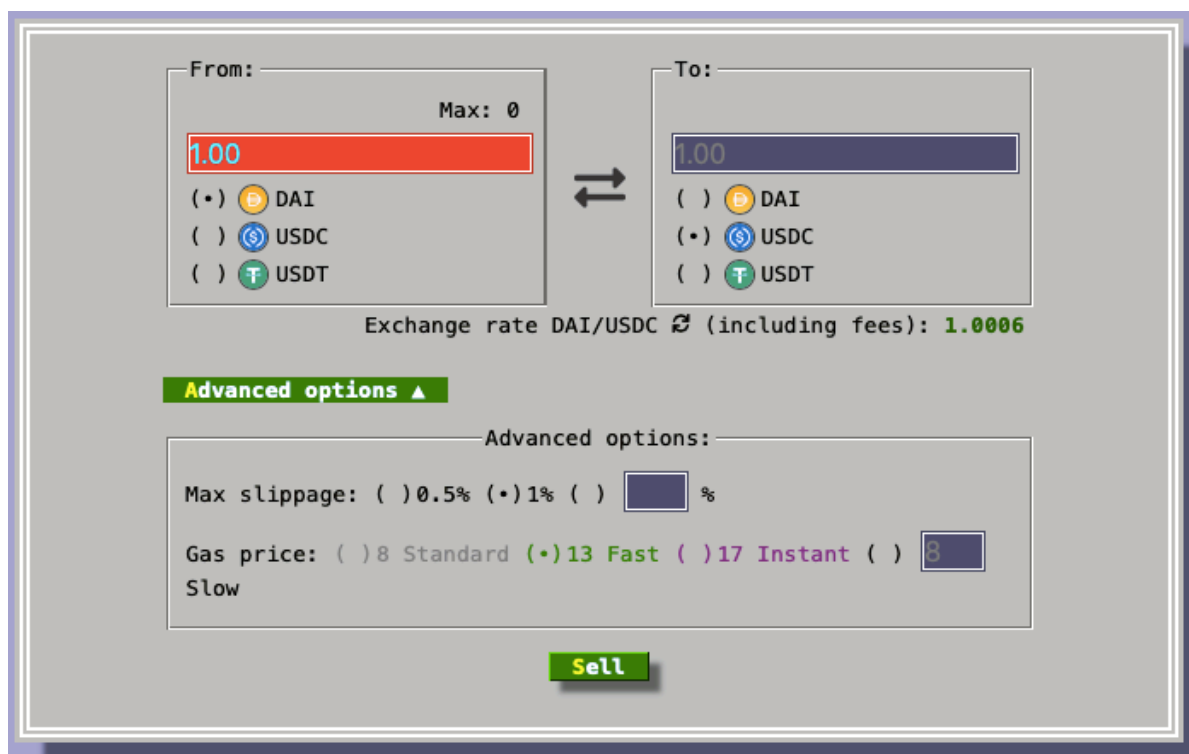 From:
Max: 0
1.00
(•) DAI
( ) USDC
( ) USDT
To:
1.00
( ) DAI
(•) USDC
( ) USDT
Exchange rate DAI/USDC (including fees): 1.0006
Advanced options ▲
Advanced options:
Max slippage: ( )0.5% (•)1% ( ) %
Gas price: ( )8 Standard (•)13 Fast ( )17 Instant ( ) 8
Slow
Sell